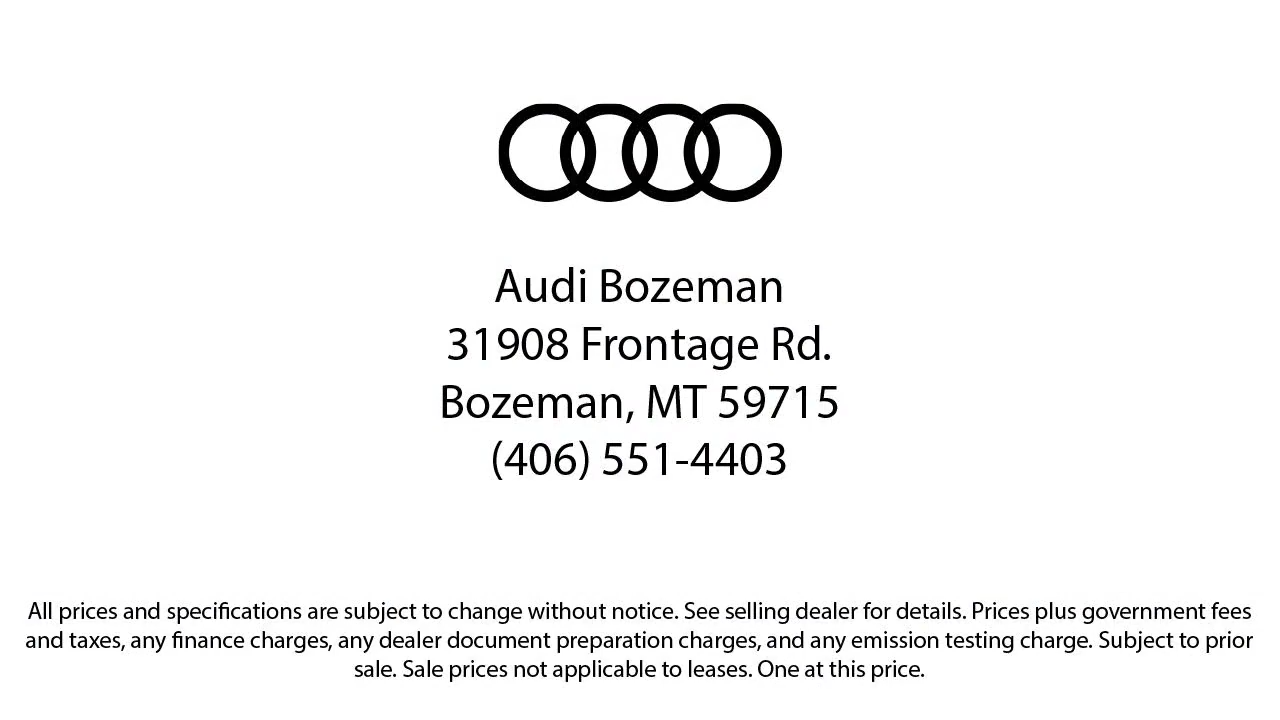 Audi Bozeman
31908 Frontage Rd.
Bozeman, MT 59715
(406) 551-4403
All prices and specifications are subject to change without notice. See selling dealer for details. Prices plus government fees
and taxes, any finance charges, any dealer document preparation charges, and any emission testing charge. Subject to prior
sale. Sale prices not applicable to leases. One at this price.